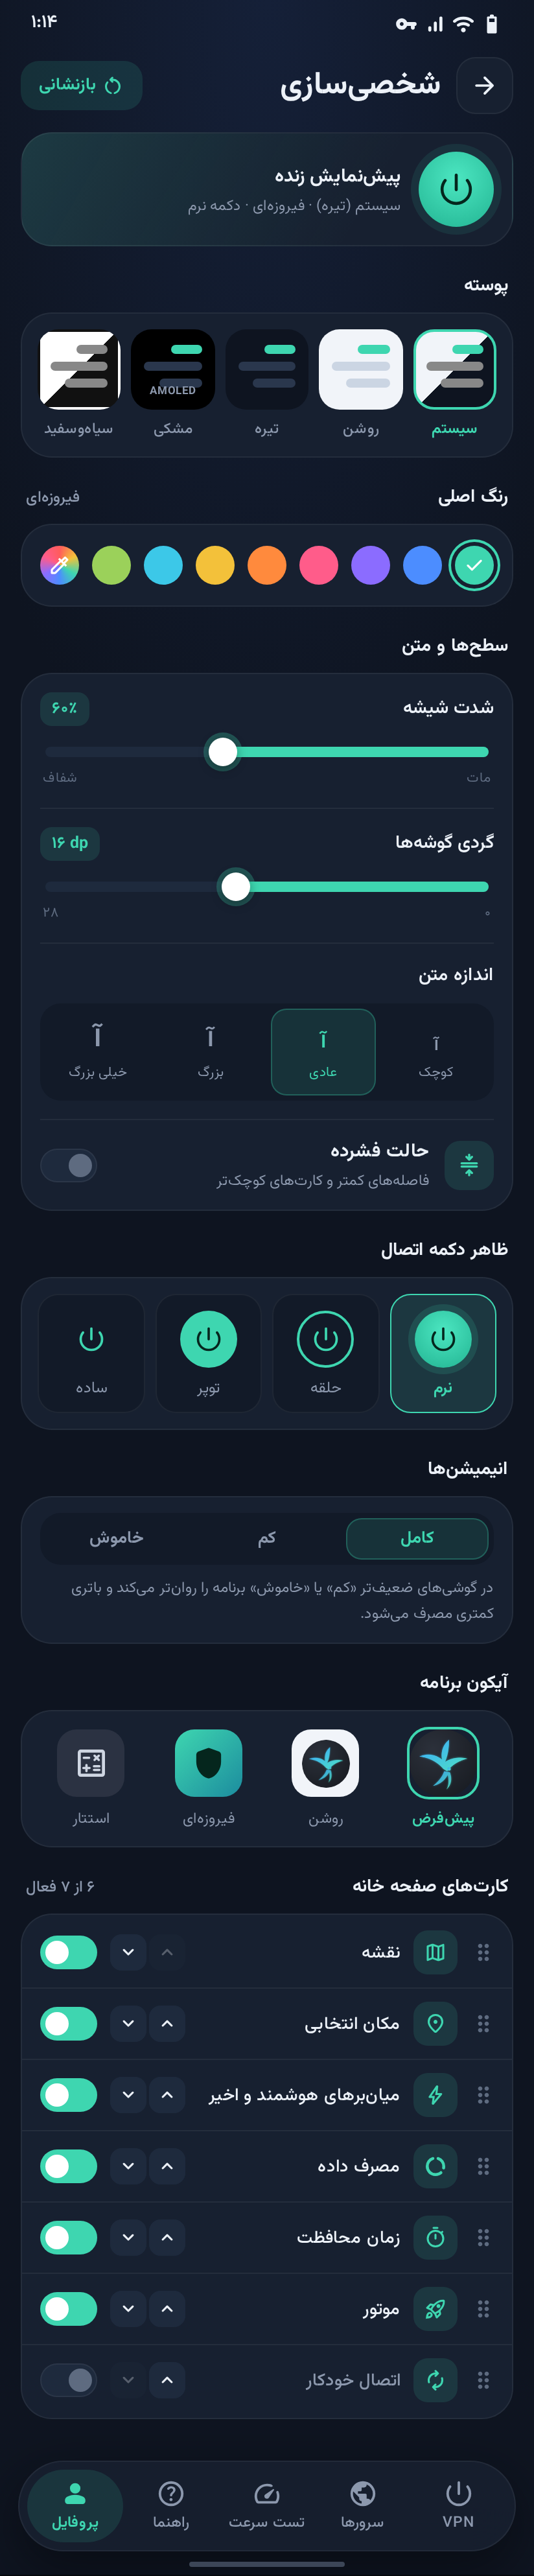 ۱:۱۴
شخصی‌سازی
بازنشانی
پیش‌نمایش زنده
سیستم (تیره) · فیروزه‌ای · دکمه نرم
پوسته
AMOLED
سیستم
روشن
تیره
مشکی
سیاه‌وسفید
رنگ اصلی
فیروزه‌ای
سطح‌ها و متن
شدت شیشه
۶۰٪
مات
شفاف
گردی گوشه‌ها
۱۶ dp
۰
۲۸
اندازه متن
آ
آ
آ
آ
کوچک
عادی
بزرگ
خیلی بزرگ
حالت فشرده
فاصله‌های کمتر و کارت‌های کوچک‌تر
ظاهر دکمه اتصال
نرم
حلقه
توپر
ساده
انیمیشن‌ها
کامل
کم
خاموش
در گوشی‌های ضعیف‌تر «کم» یا «خاموش» برنامه را روان‌تر می‌کند و باتری
کمتری مصرف می‌شود.
آیکون برنامه
پیش‌فرض
روشن
فیروزه‌ای
استتار
کارت‌های صفحه خانه
۶ از ۷ فعال
نقشه
مکان انتخابی
میان‌برهای هوشمند و اخیر
مصرف داده
زمان محافظت
موتور
اتصال خودکار
VPN
سرورها
تست سرعت
راهنما
پروفایل